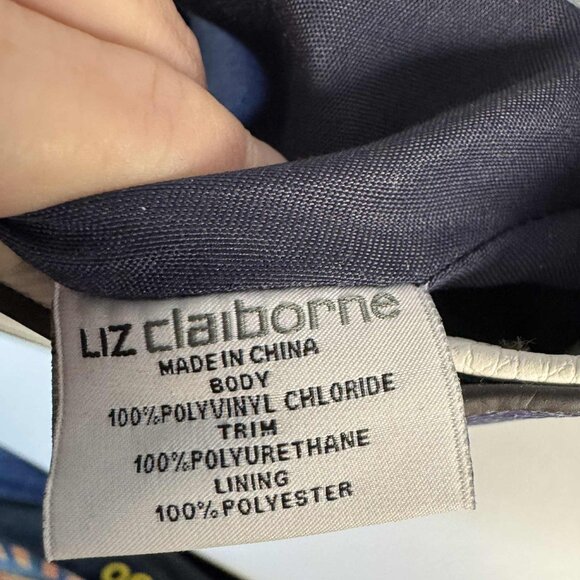 LIZ claiborne
MADE IN CHINA
BODY
100%POLYVINYL CHLORIDE
TRIM
100%POLYURETHANE
LINING
100%POLYESTER